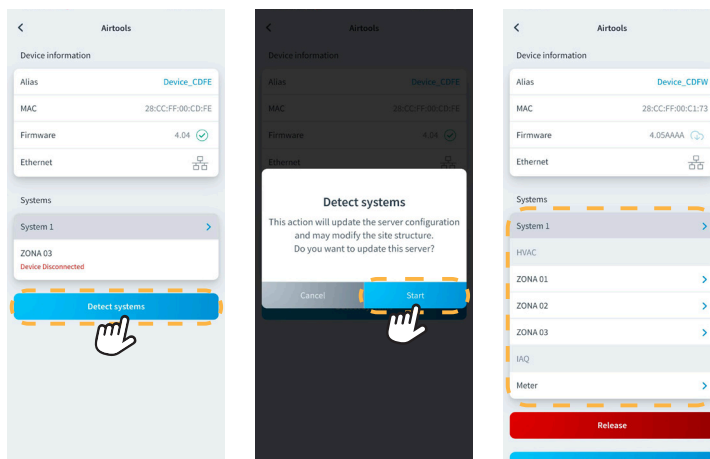 Airtools
Device information
Alias Device_CDFE
MAC 28:CC:FF:00:CD:FE
Firmware 4.04
Ethernet
Systems
System 1
ZONA 03
Device Disconnected
Detect systems
Airtools
Device information
Alias Device_CDFE
MAC 28:CC:FF:00:CD:FE
Firmware 4.04
Ethernet
Detect systems
This action will update the server configuration
and may modify the site structure.
Do you want to update this server?
Cancel Start
Airtools
Device information
Alias Device_CDFW
MAC 28:CC:FF:00:C1:73
Firmware 4.05AAAA
Ethernet
Systems
System 1
HVAC
ZONA 01
ZONA 02
ZONA 03
IAQ
Meter
Release